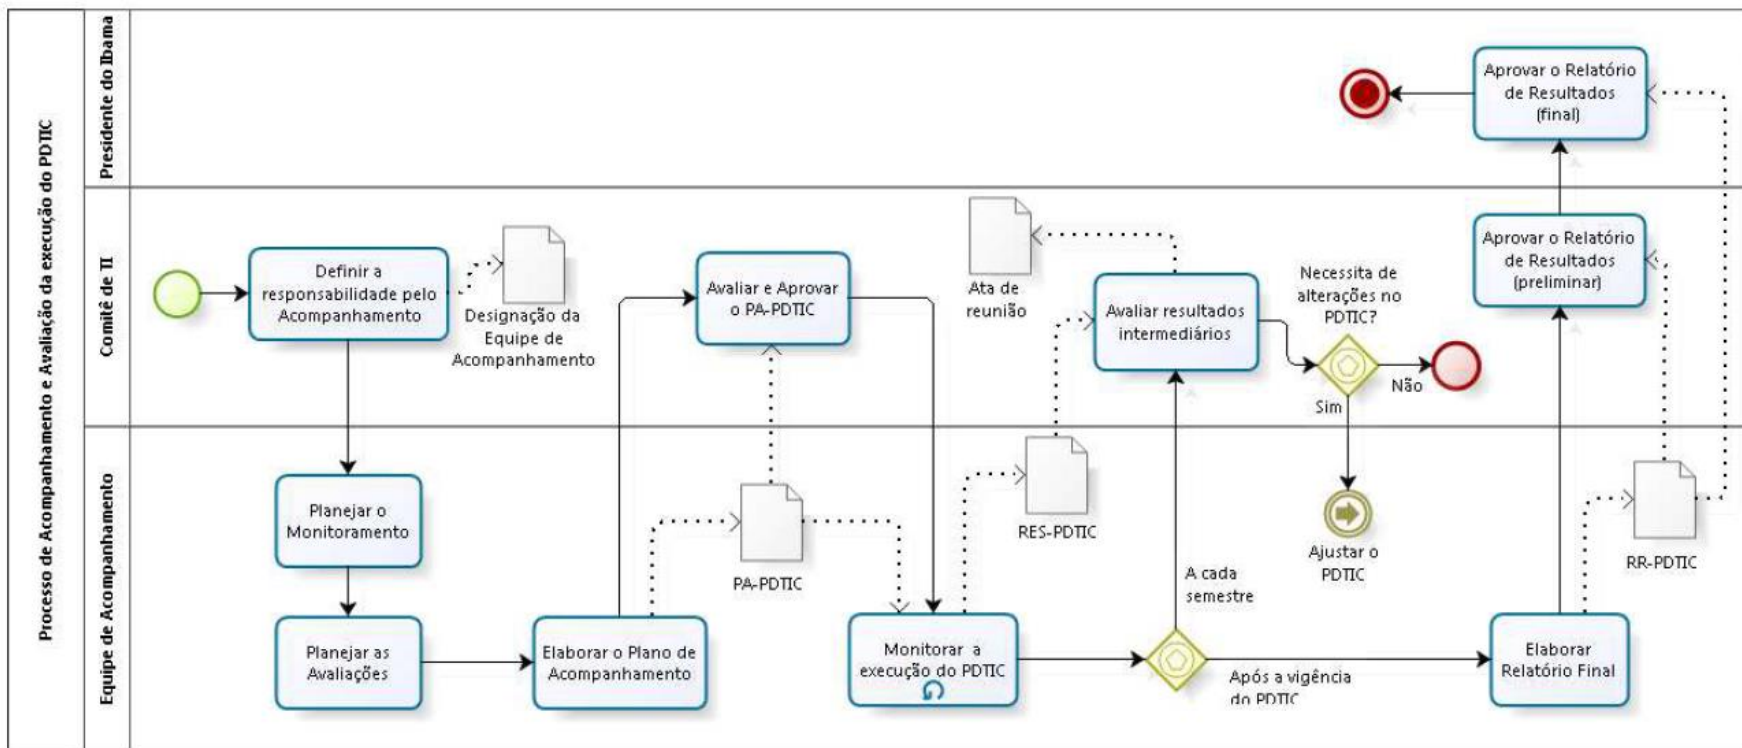 Processo de Acompanhamento e Avaliação da execução do PDTIC
Presidente do Ibama
Aprovar o Relatório
de Resultados
(final)
Comitê de TI
Definir a
responsabilidade pelo
Acompanhamento
Designação da
Equipe de
Acompanhamento
Avaliar e Aprovar
o PA-PDTIC
Ata de
reunião
Avaliar resultados
intermediários
Necessita de
alterações no
PDTIC?
Não
Sim
Aprovar o Relatório
de Resultados
(preliminar)
Equipe de Acompanhamento
Planejar o
Monitoramento
Planejar as
Avaliações
Elaborar o Plano de
Acompanhamento
PA-PDTIC
Monitorar a
execução do PDTIC
RES-PDTIC
A cada
semestre
Após a vigência
do PDTIC
Ajustar o
PDTIC
Elaborar
Relatório Final
RR-PDTIC